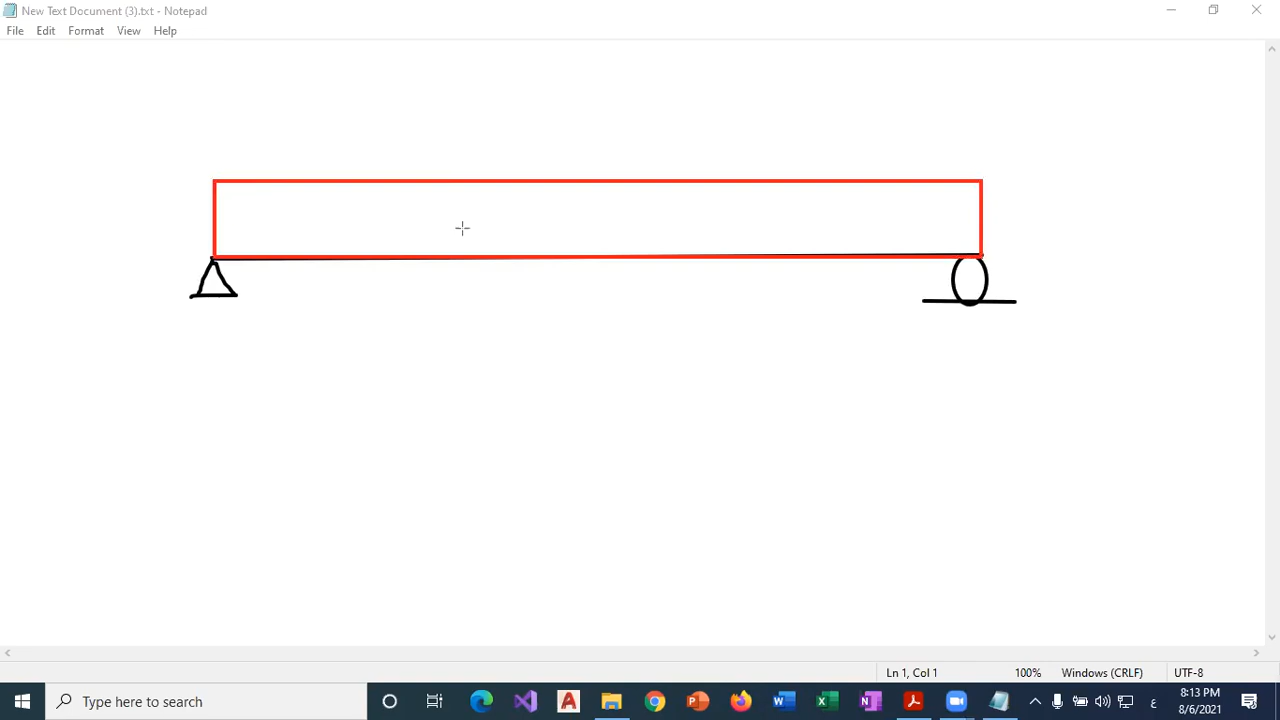 New Text Document (3).txt - Notepad
File Edit Format View Help
Ln 1, Col 1 100% Windows (CRLF) UTF-8
Type here to search
ع 8:13 PM
8/6/2021